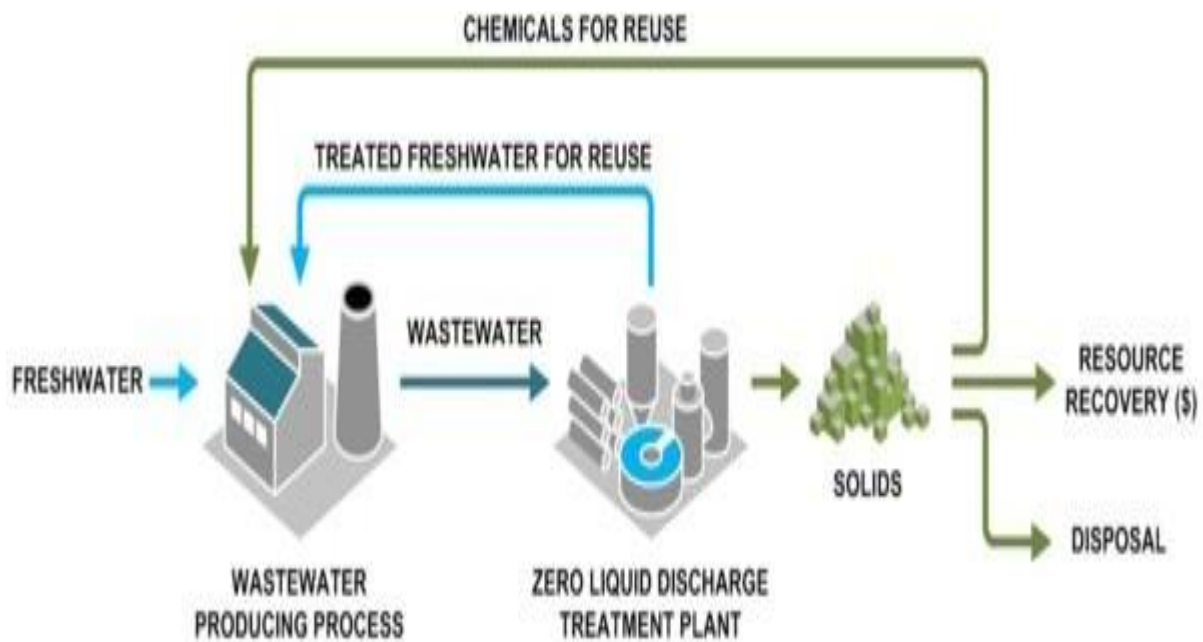 CHEMICALS FOR REUSE
TREATED FRESHWATER FOR REUSE
FRESHWATER
WASTEWATER
SOLIDS
RESOURCE
RECOVERY ($)
DISPOSAL
WASTEWATER
PRODUCING PROCESS
ZERO LIQUID DISCHARGE
TREATMENT PLANT